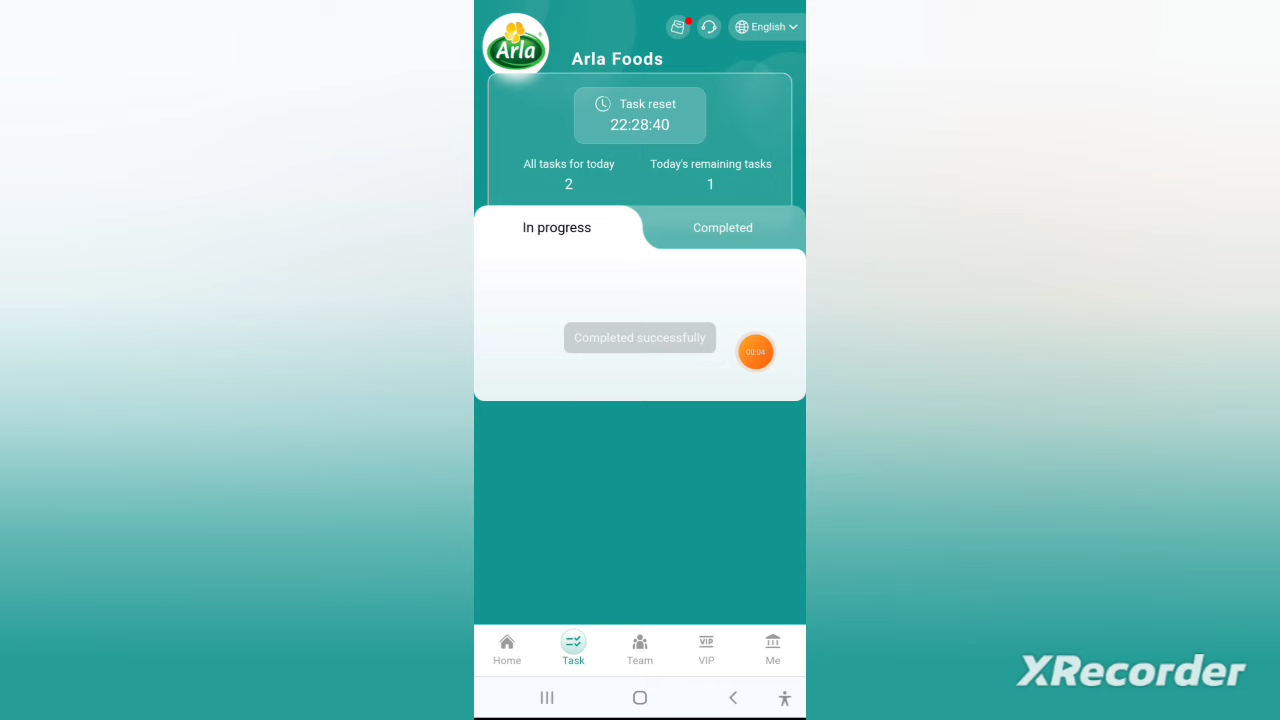 Arla
English
Arla Foods
Task reset
22:28:40
All tasks for today
Today's remaining tasks
2
1
In progress
Completed
Completed successfully
00:04
Home
Task
Team
VIP
VIP
Me
XRecorder